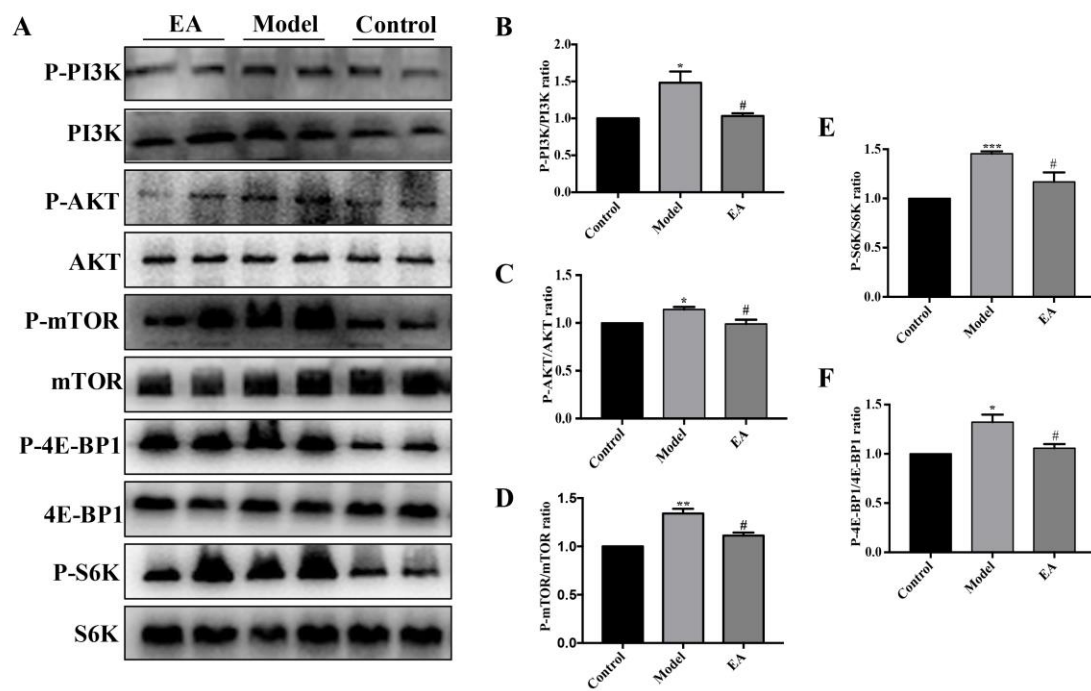 A
EA Model Control
P-PI3K
PI3K
P-AKT
AKT
P-mTOR
mTOR
P-4E-BP1
4E-BP1
P-S6K
S6K
B
P-PI3K/PI3K ratio
2.0
1.5
1.0
0.5
0.0
*
#
Control Model EA
C
P-AKT/AKT ratio
1.5
1.0
0.5
0.0
*
#
Control Model EA
D
P-mTOR/mTOR ratio
1.5
1.0
0.5
0.0
**
#
Control Model EA
E
P-S6K/S6K ratio
1.5
1.0
0.5
0.0
***
#
Control Model EA
F
P-4E-BP1/4E-BP1 ratio
1.5
1.0
0.5
0.0
*
#
Control Model EA